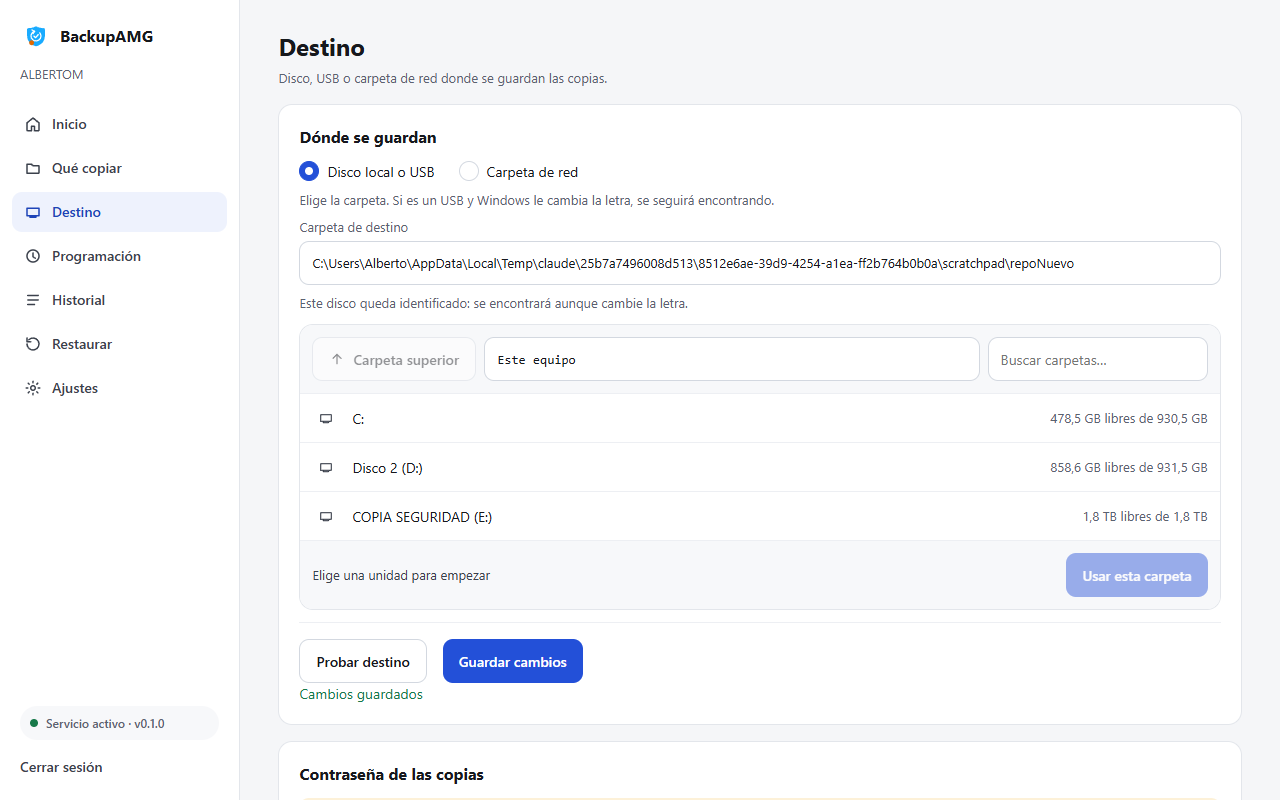 BackupAMG
ALBERTOM
Inicio
Qué copiar
Destino
Programación
Historial
Restaurar
Ajustes
Servicio activo · v0.1.0
Cerrar sesión
Destino
Disco, USB o carpeta de red donde se guardan las copias.
Dónde se guardan
Disco local o USB
Carpeta de red
Elige la carpeta. Si es un USB y Windows le cambia la letra, se seguirá encontrando.
Carpeta de destino
C:\Users\Alberto\AppData\Local\Temp\claude\25b7a7496008d513\8512e6ae-39d9-4254-a1ea-ff2b764b0b0a\scratchpad\repoNuevo
Este disco queda identificado: se encontrará aunque cambie la letra.
Carpeta superior
Este equipo
Buscar carpetas...
C:
478,5 GB libres de 930,5 GB
Disco 2 (D:)
858,6 GB libres de 931,5 GB
COPIA SEGURIDAD (E:)
1,8 TB libres de 1,8 TB
Elige una unidad para empezar
Usar esta carpeta
Probar destino
Guardar cambios
Cambios guardados
Contraseña de las copias